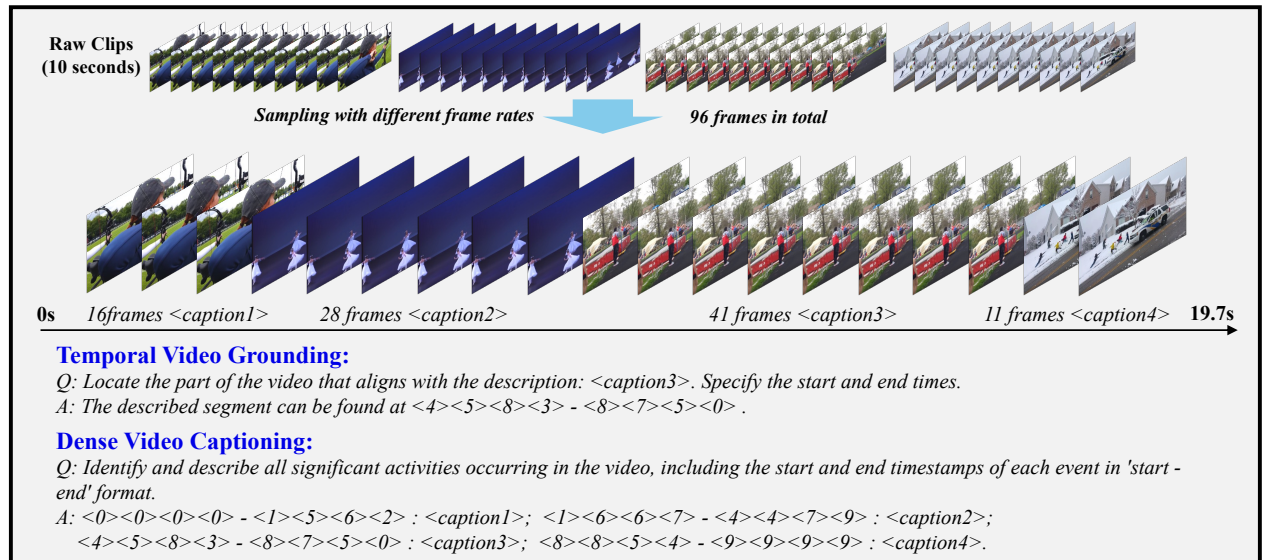 Raw Clips
(10 seconds)
Sampling with different frame rates
96 frames in total
0s
16frames <caption1>
28 frames <caption2>
41 frames <caption3>
11 frames <caption4>
19.7s
Temporal Video Grounding:
Q: Locate the part of the video that aligns with the description: <caption3>. Specify the start and end times.
A: The described segment can be found at <4><5><8><3> - <8><7><5><0> .
Dense Video Captioning:
Q: Identify and describe all significant activities occurring in the video, including the start and end timestamps of each event in 'start -
end' format.
A: <0><0><0><0> - <1><5><6><2> : <caption1>; <1><6><6><7> - <4><4><7><9> : <caption2>;
<4><5><8><3> - <8><7><5><0> : <caption3>; <8><8><5><4> - <9><9><9><9> : <caption4>.